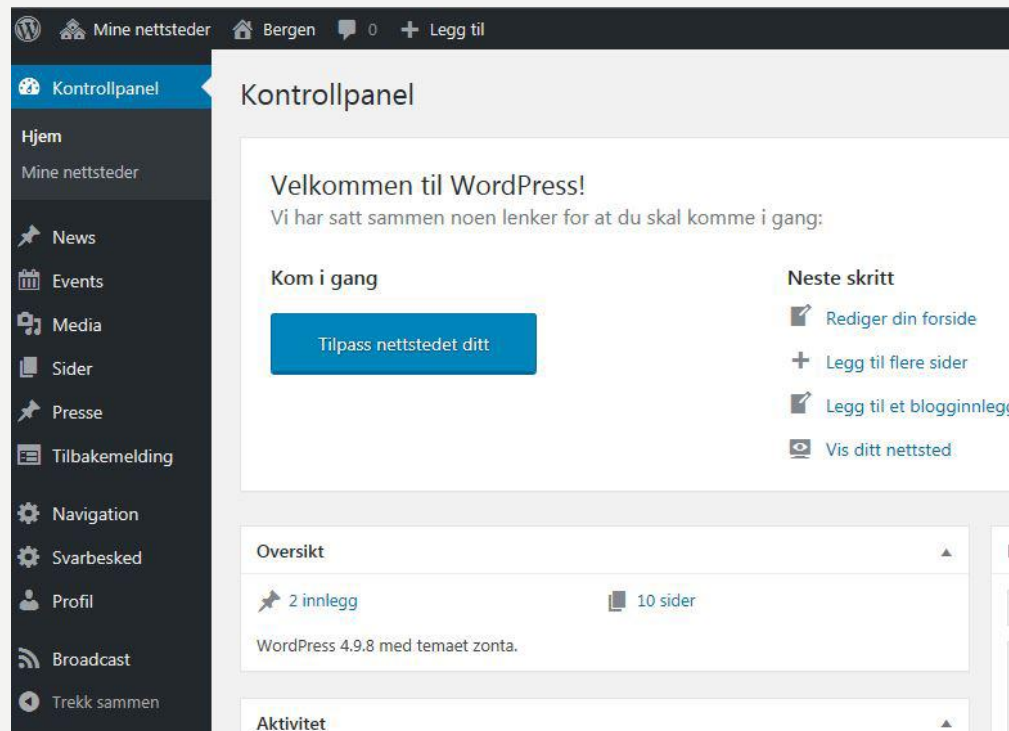 Mine nettsteder Bergen 0 Legg til
Kontrollpanel
Hjem
Mine nettsteder
News
Events
Media
Sider
Presse
Tilbakemelding
Navigation
Svarbesked
Profil
Broadcast
Trekk sammen
Kontrollpanel
Velkommen til WordPress!
Vi har satt sammen noen lenker for at du skal komme i gang:
Kom i gang
Tilpass nettstedet ditt
Neste skritt
Rediger din forside
Legg til flere sider
Legg til et blogginnlegg
Vis ditt nettsted
Oversikt
2 innlegg 10 sider
WordPress 4.9.8 med temaet zonta.
Aktivitet